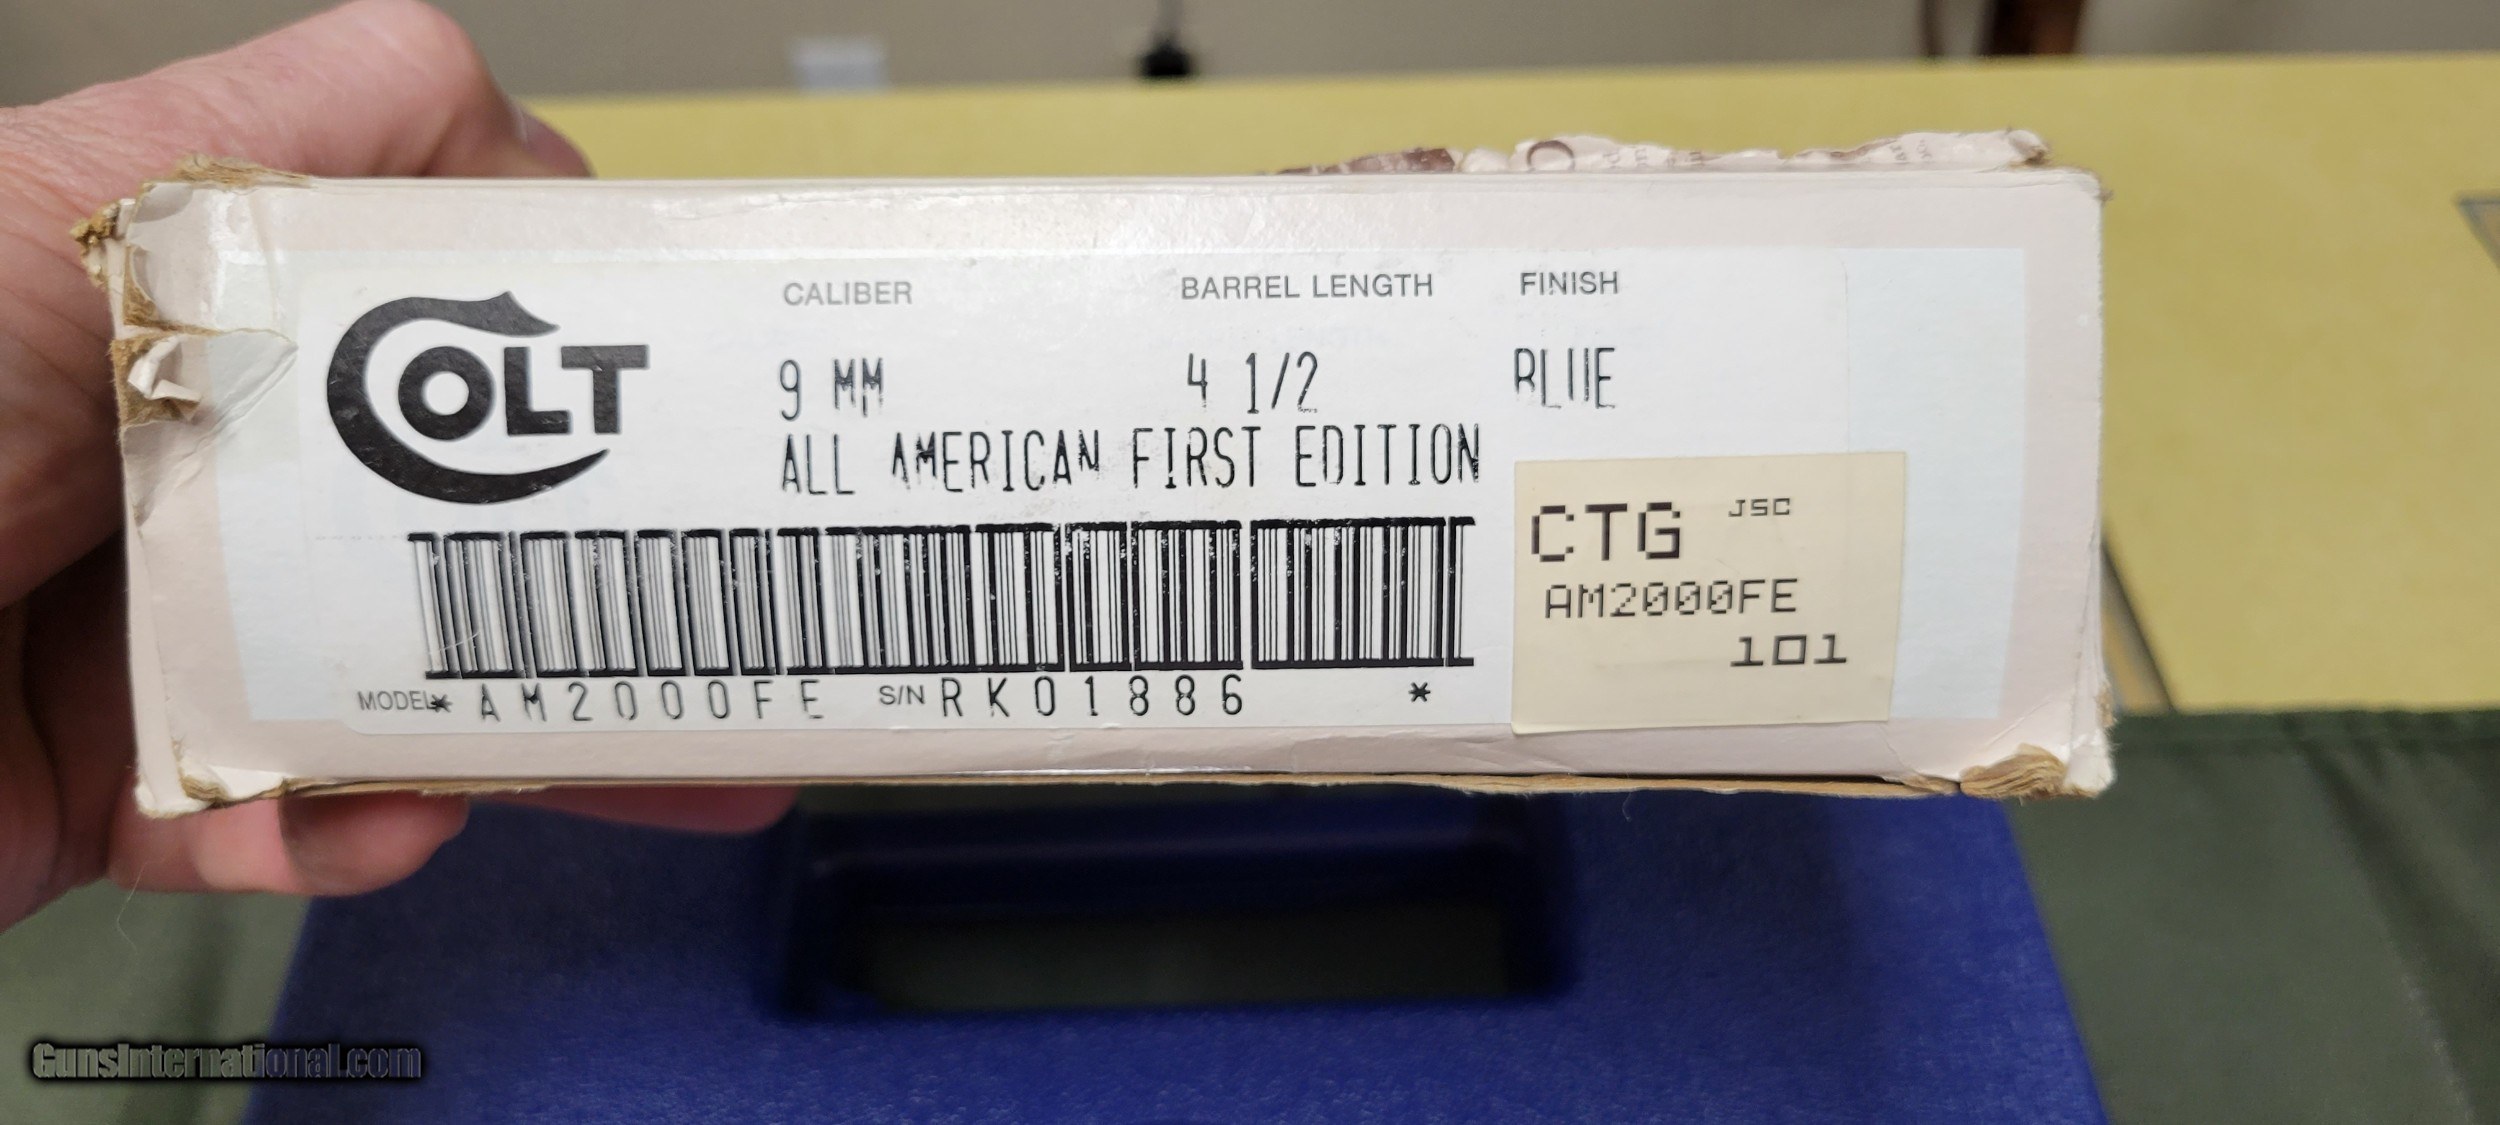 COLT
CALIBER BARREL LENGTH FINISH
9 MM 4 1/2 BLUE
ALL AMERICAN FIRST EDITION
MODEL* AM2000FE S/N RK01886 *
CTG JSC
AM2000FE
101
GunsInternational.com